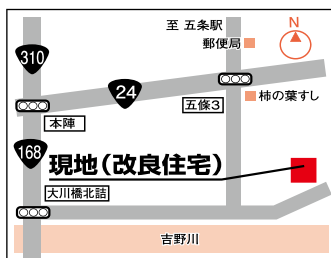 至 五条駅
N
郵便局
310
24
五條3
柿の葉すし
本陣
168
現地(改良住宅)
大川橋北詰
吉野川